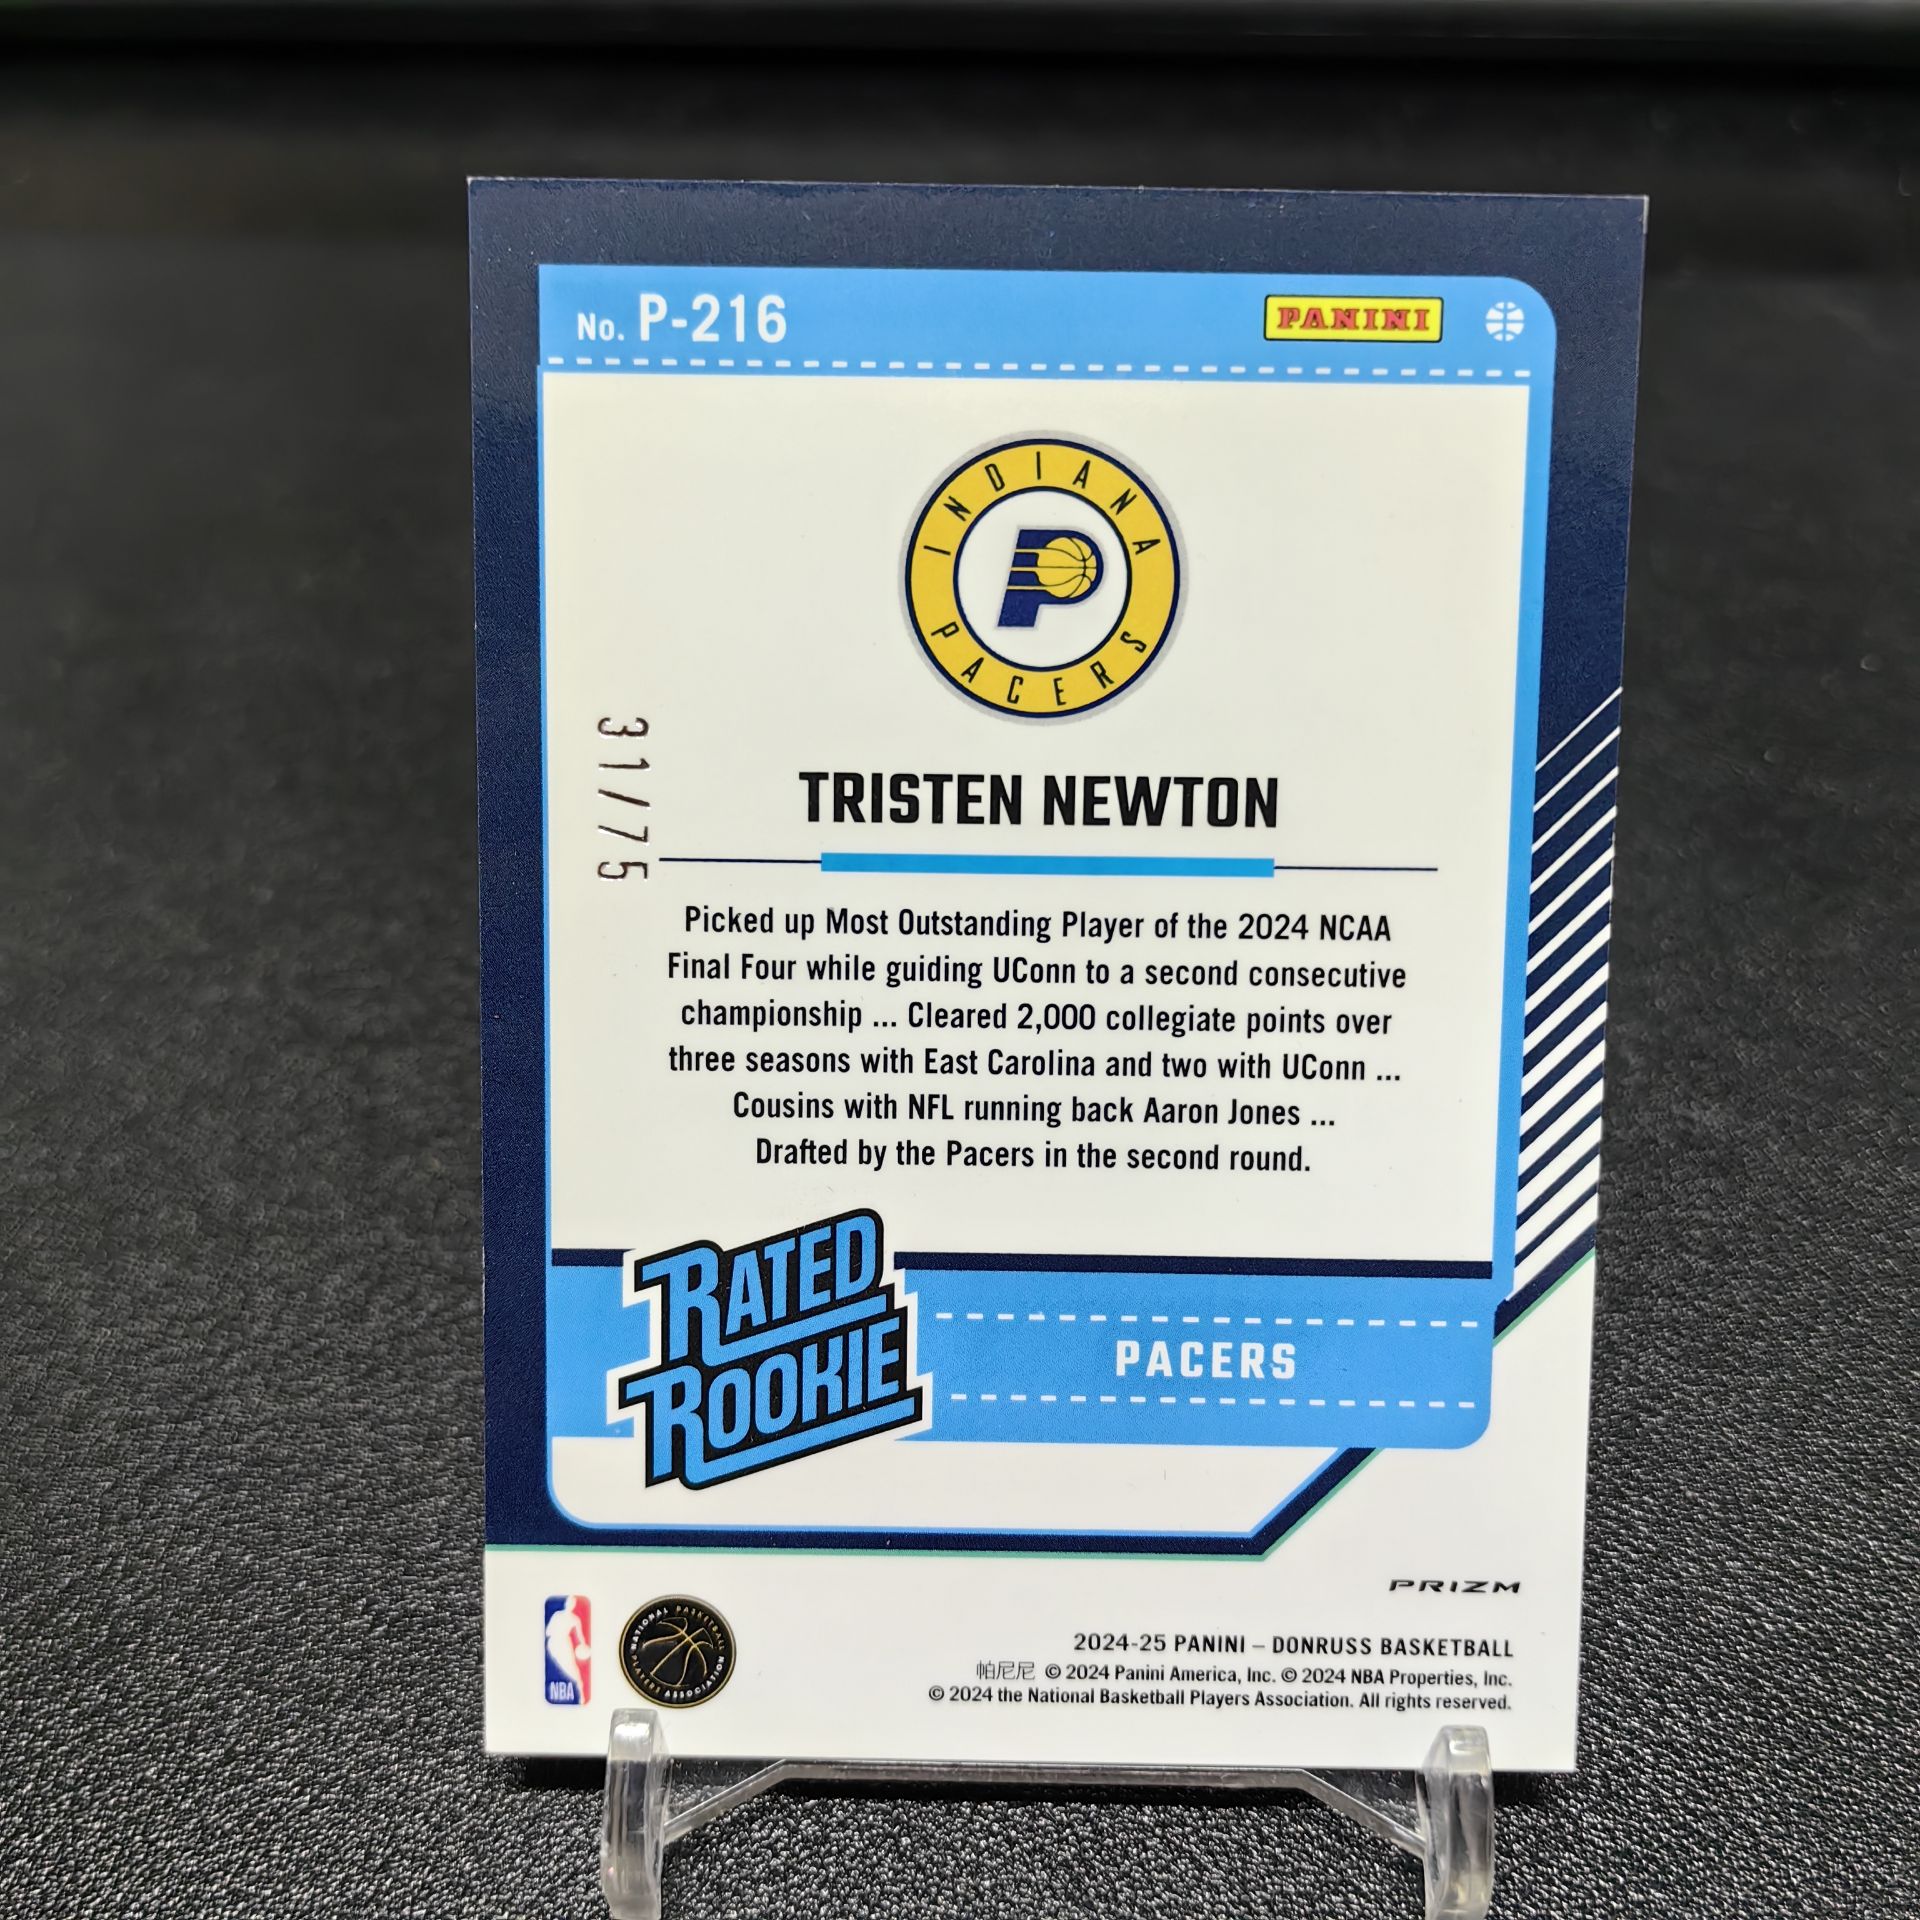 No. P-216
PANINI
INDIANA
PACERS
31/75
TRISTEN NEWTON
Picked up Most Outstanding Player of the 2024 NCAA
Final Four while guiding UConn to a second consecutive
championship ... Cleared 2,000 collegiate points over
three seasons with East Carolina and two with UConn ...
Cousins with NFL running back Aaron Jones ...
Drafted by the Pacers in the second round.
RATED
ROOKIE
PACERS
PRIZM
NBA
NATIONAL BASKETBALL
PLAYERS ASSOCIATION
2024-25 PANINI – DONRUSS BASKETBALL
帕尼尼 © 2024 Panini America, Inc. © 2024 NBA Properties, Inc.
© 2024 the National Basketball Players Association. All rights reserved.